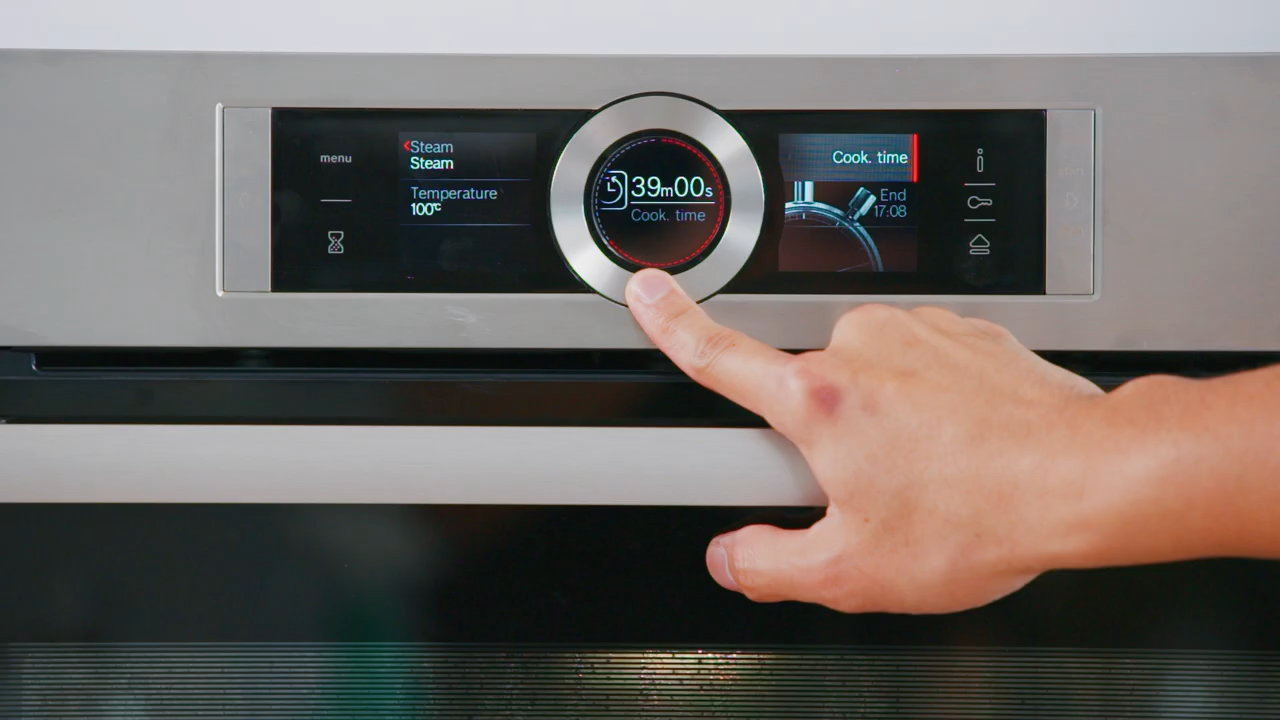 menu
Steam
Steam
Temperature
100°C
39m00s
Cook. time
Cook. time
End
17:08